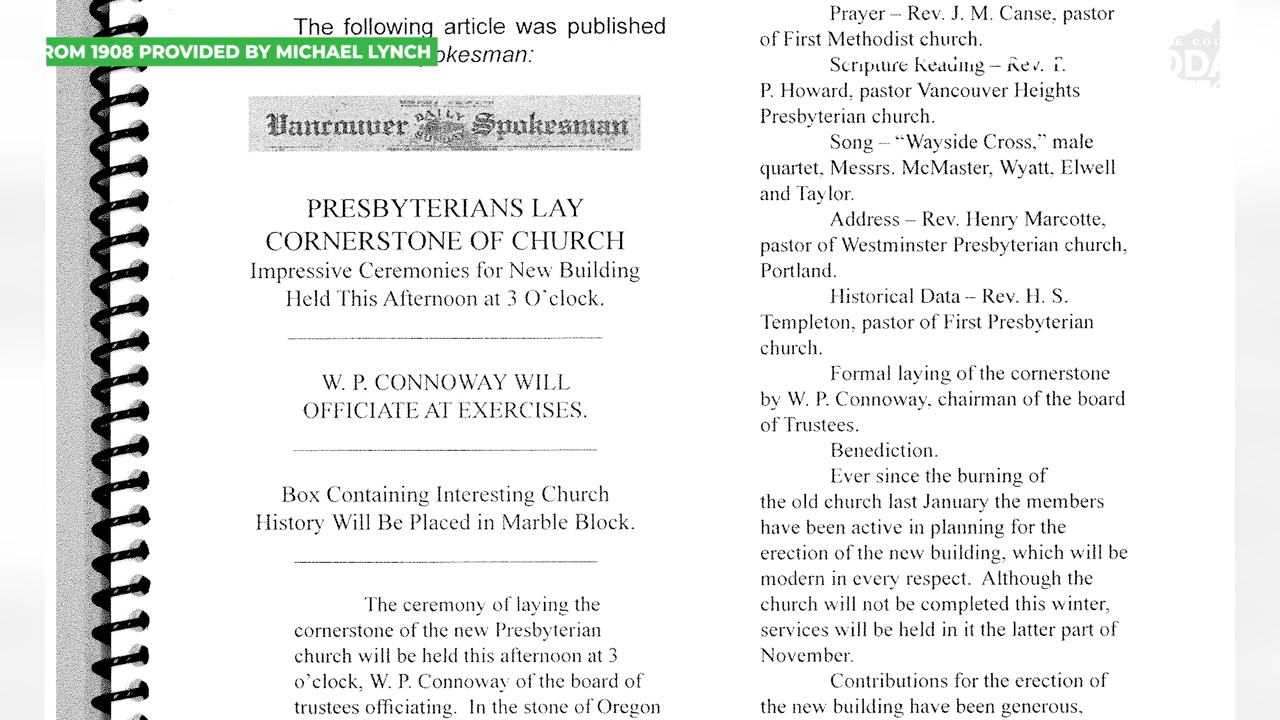 The following article was published
ROM 1908 PROVIDED BY MICHAEL LYNCH
okesman:
Vancouver DAILY Spokesman
PRESBYTERIANS LAY
CORNERSTONE OF CHURCH
Impressive Ceremonies for New Building
Held This Afternoon at 3 O'clock.
W. P. CONNOWAY WILL
OFFICIATE AT EXERCISES.
Box Containing Interesting Church
History Will Be Placed in Marble Block.
The ceremony of laying the
cornerstone of the new Presbyterian
church will be held this afternoon at 3
o'clock, W. P. Connoway of the board of
trustees officiating. In the stone of Oregon
Prayer – Rev. J. M. Canse, pastor
of First Methodist church.
Scripture Reading – Rev.
P. Howard, pastor Vancouver Heights
Presbyterian church.
Song – “Wayside Cross,” male
quartet, Messrs. McMaster, Wyatt, Elwell
and Taylor.
Address – Rev. Henry Marcotte,
pastor of Westminster Presbyterian church,
Portland.
Historical Data – Rev. H. S.
Templeton, pastor of First Presbyterian
church.
Formal laying of the cornerstone
by W. P. Connoway, chairman of the board
of Trustees.
Benediction.
Ever since the burning of
the old church last January the members
have been active in planning for the
erection of the new building, which will be
modern in every respect. Although the
church will not be completed this winter,
services will be held in it the latter part of
November.
Contributions for the erection of
the new building have been generous,